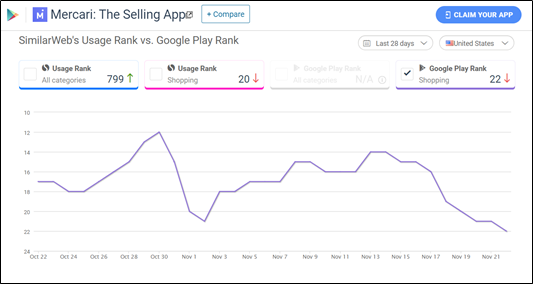 Mercari: The Selling App
+ Compare
CLAIM YOUR APP
SimilarWeb's Usage Rank vs. Google Play Rank
Last 28 days
United States
Usage Rank
All categories 799
Usage Rank
Shopping 20
Google Play Rank
All categories N/A
Google Play Rank
Shopping 22
10
12
14
16
18
20
22
24
Oct 22 Oct 24 Oct 26 Oct 28 Oct 30 Nov 1 Nov 3 Nov 5 Nov 7 Nov 9 Nov 11 Nov 13 Nov 15 Nov 17 Nov 19 Nov 21